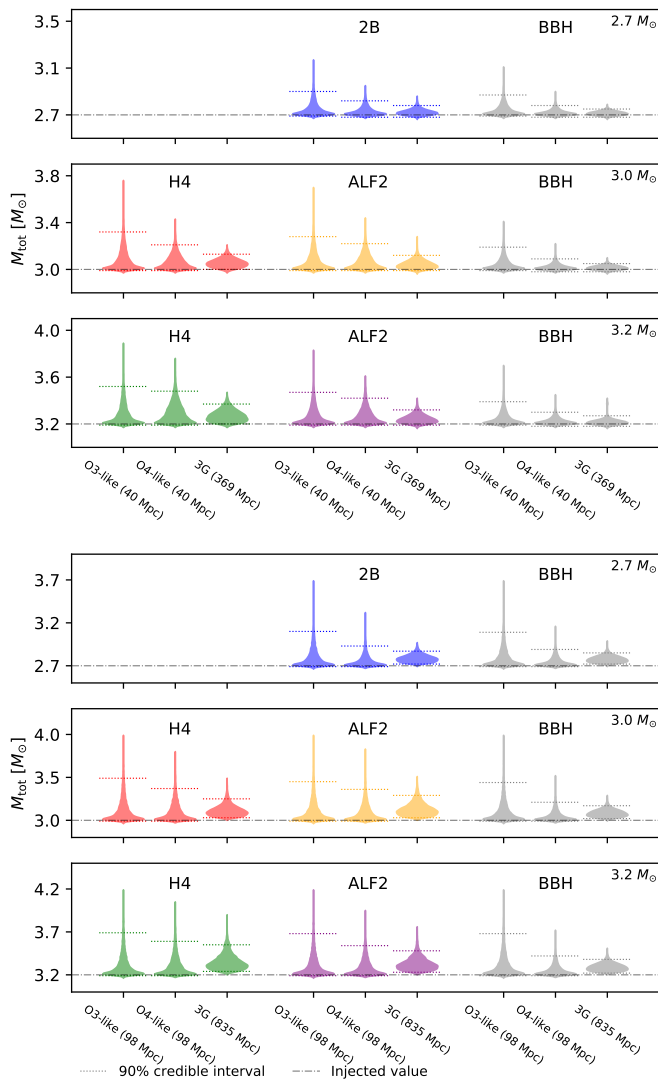 2B BBH 2.7 M⊙
3.5
3.1
2.7
H4 ALF2 BBH 3.0 M⊙
3.8
3.4
3.0
Mtot [M⊙]
H4 ALF2 BBH 3.2 M⊙
4.0
3.6
3.2
O3-like (40 Mpc) O4-like (40 Mpc) 3G (369 Mpc) O3-like (40 Mpc) O4-like (40 Mpc) 3G (369 Mpc) O3-like (40 Mpc) O4-like (40 Mpc) 3G (369 Mpc)
2B BBH 2.7 M⊙
3.7
3.2
2.7
H4 ALF2 BBH 3.0 M⊙
4.0
3.5
3.0
Mtot [M⊙]
H4 ALF2 BBH 3.2 M⊙
4.2
3.7
3.2
O3-like (98 Mpc) O4-like (98 Mpc) 3G (835 Mpc) O3-like (98 Mpc) O4-like (98 Mpc) 3G (835 Mpc) O3-like (98 Mpc) O4-like (98 Mpc) 3G (835 Mpc)
90% credible interval Injected value